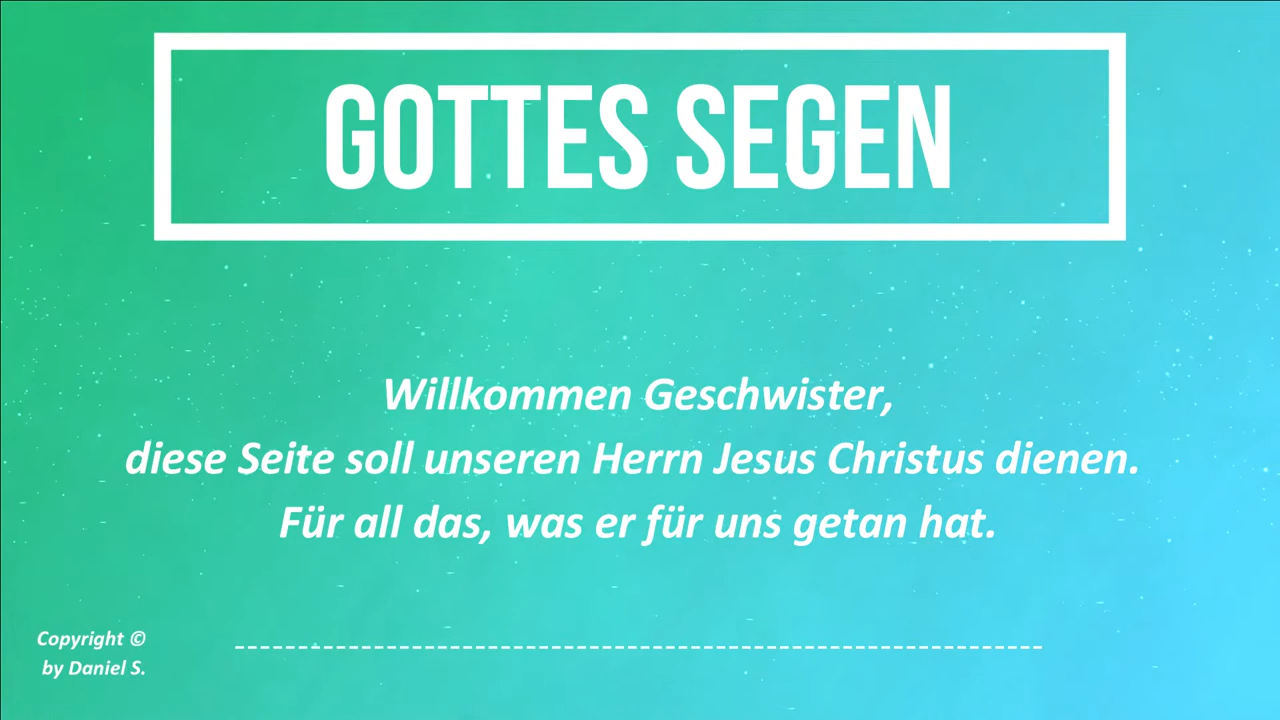 GOTTES SEGEN
Willkommen Geschwister,
diese Seite soll unseren Herrn Jesus Christus dienen.
Für all das, was er für uns getan hat.
Copyright ©
by Daniel S.
----------------------------------------------------------------